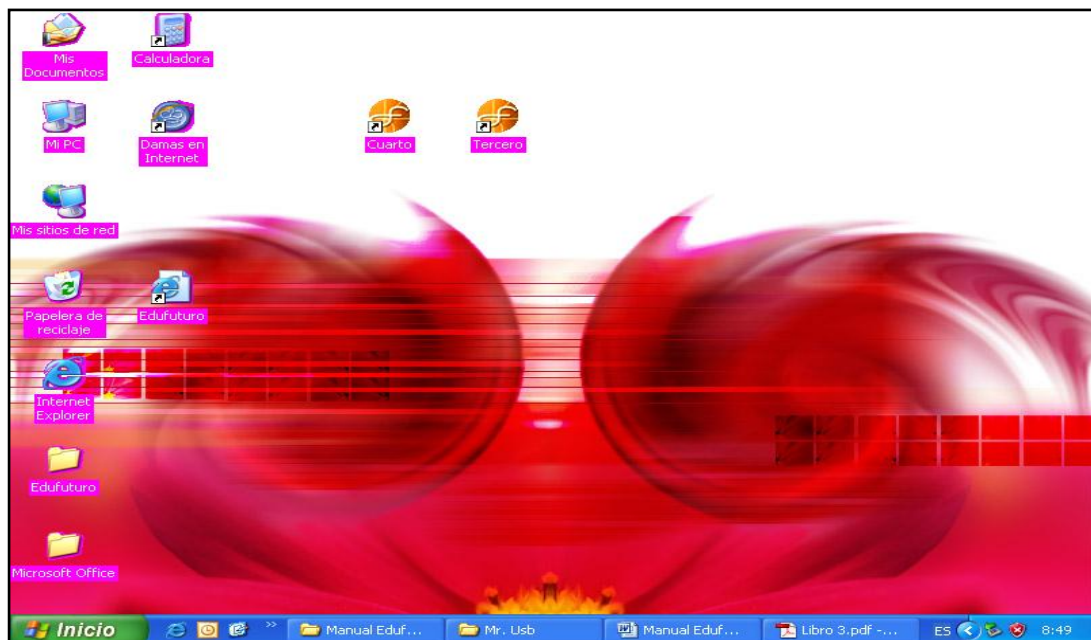 Mis
Documentos
Calculadora
Mi PC
Damas en
Internet
Cuarto
Tercero
Mis sitios de red
Papelera de
reciclaje
Edufuturo
Internet
Explorer
Edufuturo
Microsoft Office
Inicio
Manual Eduf...
Mr. Usb
Manual Eduf...
Libro 3.pdf -...
ES
8:49